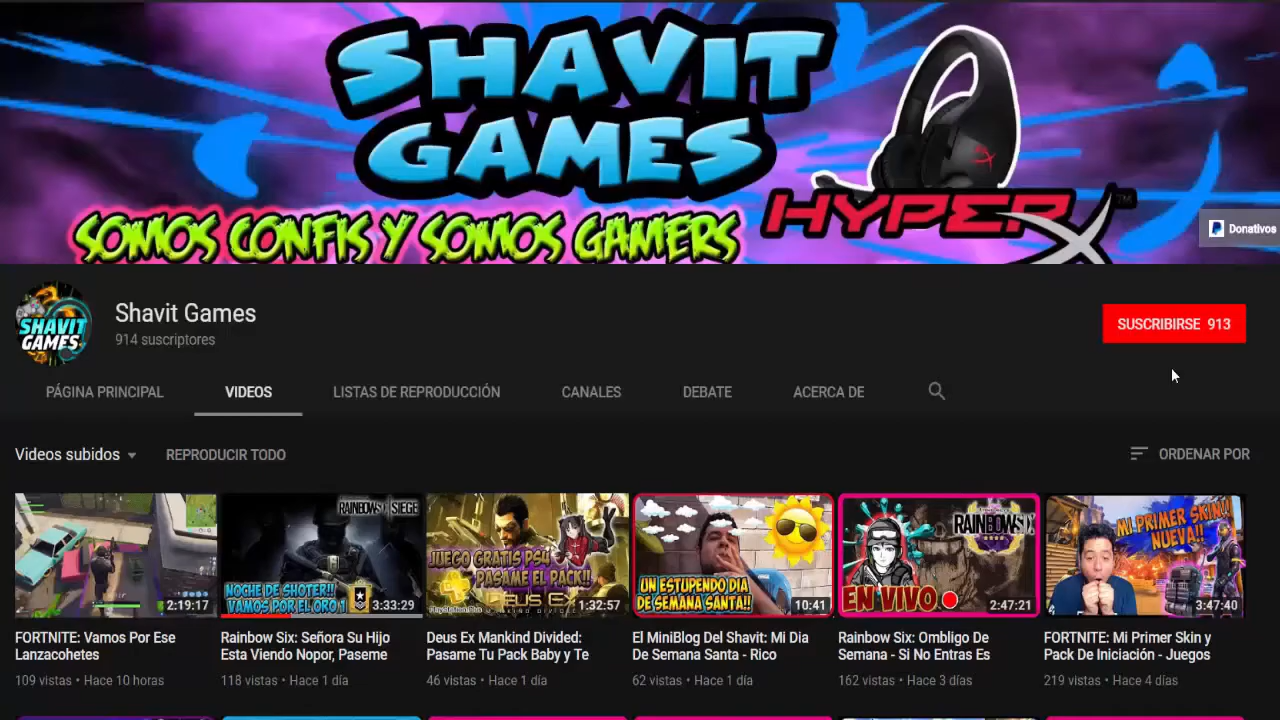 SHAVIT
GAMES
SOMOS CONFIS Y SOMOS GAMERS
HYPERX
TM
Donativos
SHAVIT
GAMES
Shavit Games
914 suscriptores
SUSCRIBIRSE 913
PÁGINA PRINCIPAL VIDEOS LISTAS DE REPRODUCCIÓN CANALES DEBATE ACERCA DE
Videos subidos REPRODUCIR TODO ORDENAR POR
2:19:17
RAINBOW SIX SIEGE
NOCHE DE SHOTER!!
VAMOS POR EL ORO 1
3:33:29
JUEGO GRATIS PS4
PASAME EL PACK!!
DEUS EX
1:32:57
UN ESTUPENDO DIA
DE SEMANA SANTA!!
10:41
RAINBOWSIX
EN VIVO
2:47:21
MI PRIMER SKIN!!
NUEVA!!
3:47:40
FORTNITE: Vamos Por Ese
Lanzacohetes
109 vistas • Hace 10 horas
Rainbow Six: Señora Su Hijo
Esta Viendo Nopor, Paseme
118 vistas • Hace 1 día
Deus Ex Mankind Divided:
Pasame Tu Pack Baby y Te
46 vistas • Hace 1 día
El MiniBlog Del Shavit: Mi Dia
De Semana Santa - Rico
62 vistas • Hace 1 día
Rainbow Six: Ombligo De
Semana - Si No Entras Es
162 vistas • Hace 3 días
FORTNITE: Mi Primer Skin y
Pack De Iniciación - Juegos
219 vistas • Hace 4 días